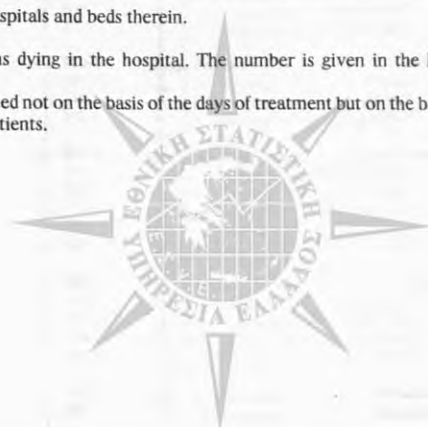 spitals and beds therein.
s dying in the hospital. The number is given in the
ed not on the basis of the days of treatment but on the
tients.
ΕΘΝΙΚΗ ΣΤΑΤΙΣΤΙΚΗ
ΥΠΗΡΕΣΙΑ ΕΛΛΑΔΟΣ
Ε.Σ.Υ.Ε.